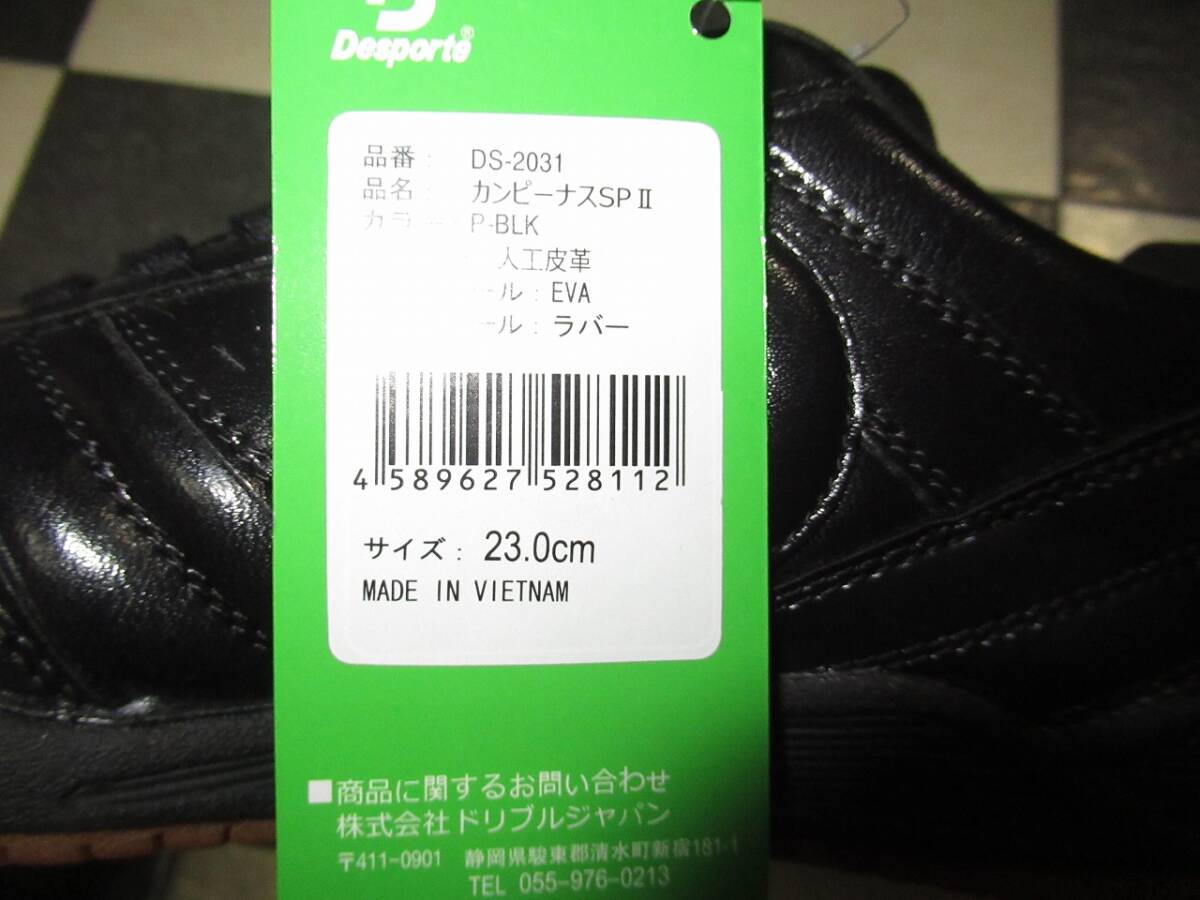 Desporte®
品番： DS-2031
品名： カンピーナスSPⅡ
カラー P-BLK
人工皮革
ール：EVA
ール：ラバー
4 589627 528112
サイズ： 23.0cm
MADE IN VIETNAM
■商品に関するお問い合わせ
株式会社ドリブルジャパン
〒411-0901 静岡県駿東郡清水町新宿181-1
TEL 055-976-0213